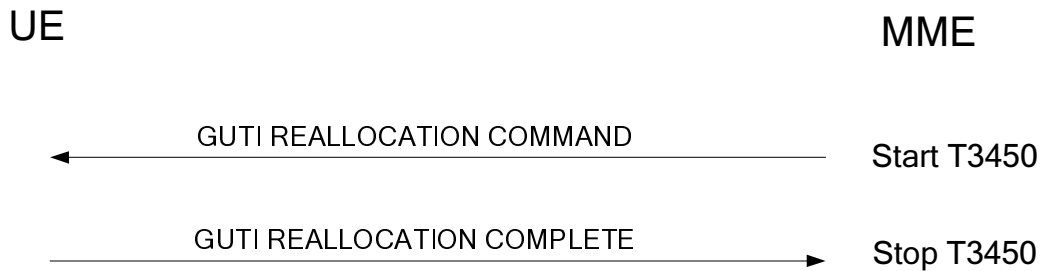 UE
MME
GUTI REALLOCATION COMMAND
Start T3450
GUTI REALLOCATION COMPLETE
Stop T3450